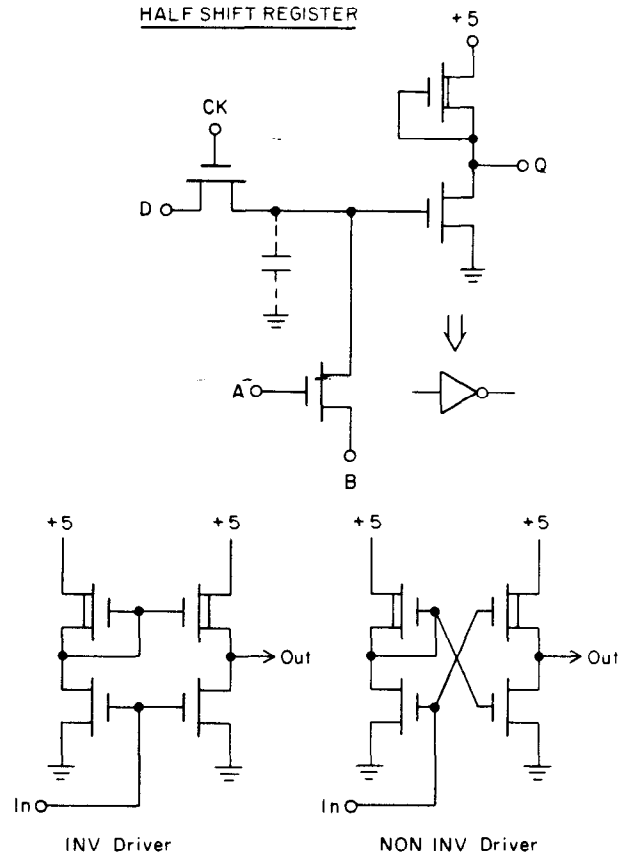 HALF SHIFT REGISTER
+5
CK
Q
D
A
B
+5 +5 +5 +5
Out Out
In In
INV Driver NON INV Driver